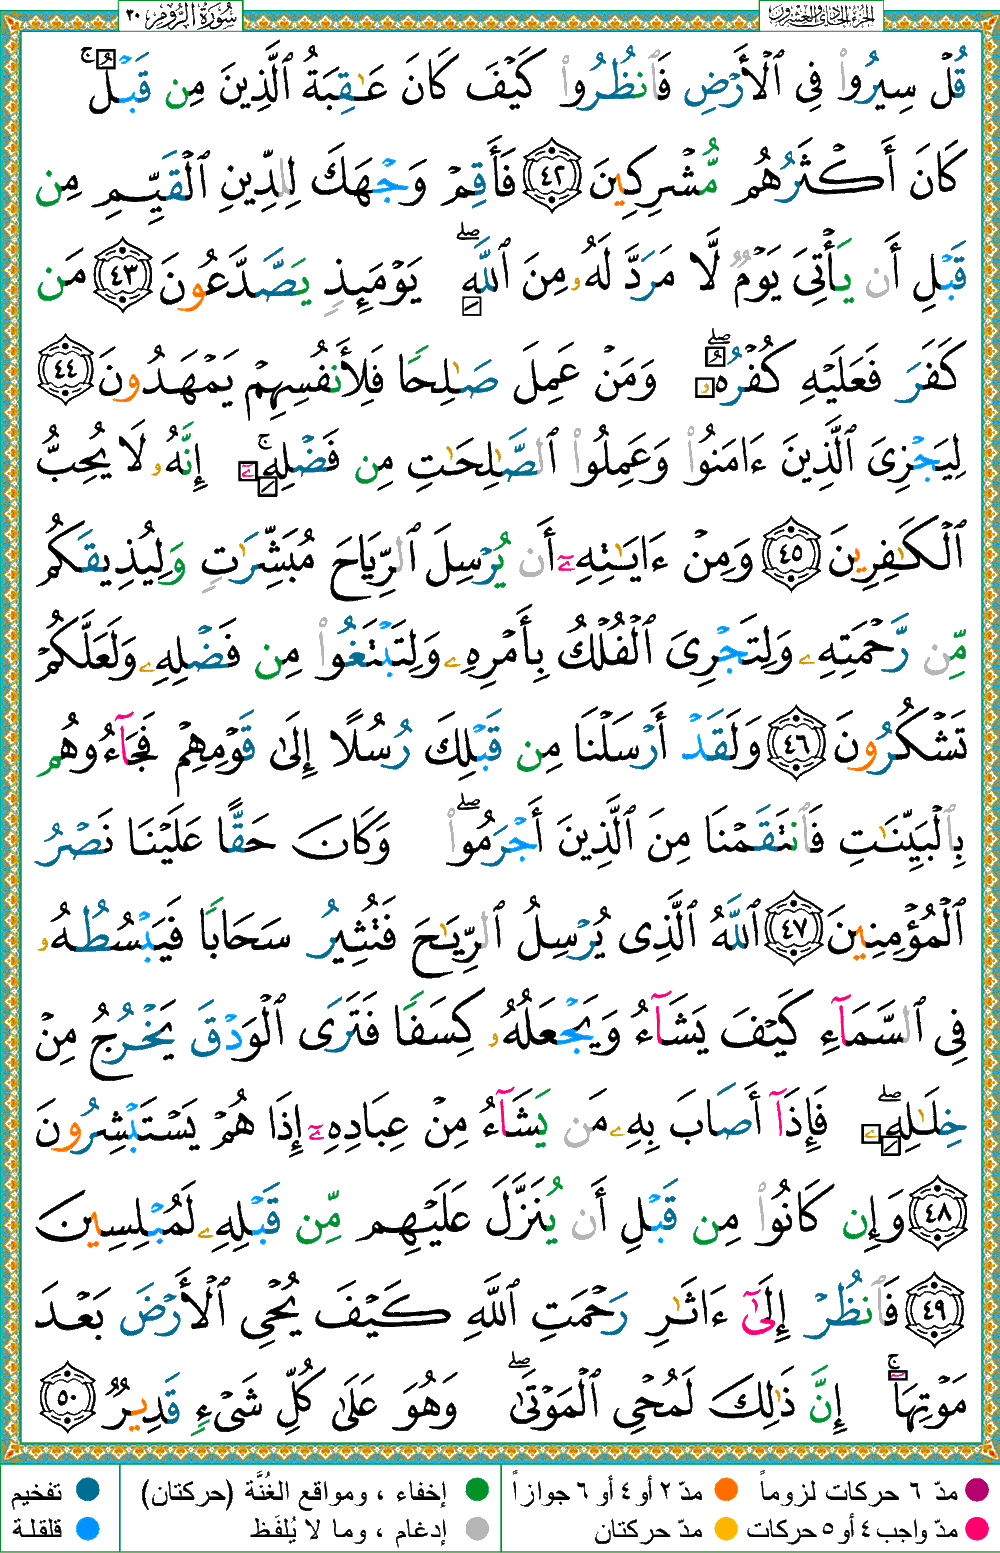 الجزء الحادي والعشرون
سُورَةُ الرُّومِ ٣٠
قُلْ سِيرُوا۟ فِى ٱلْأَرْضِ فَٱنظُرُوا۟ كَيْفَ كَانَ عَـٰقِبَةُ ٱلَّذِينَ مِن قَبْلُ ۚ
كَانَ أَكْثَرُهُم مُّشْرِكِينَ ٤٢ فَأَقِمْ وَجْهَكَ لِلدِّينِ ٱلْقَيِّمِ مِن
قَبْلِ أَن يَأْتِىَ يَوْمٌ لَّا مَرَدَّ لَهُۥ مِنَ ٱللَّهِ ۖ يَوْمَئِذٍ يَصَّدَّعُونَ ٤٣ مَن
كَفَرَ فَعَلَيْهِ كُفْرُهُۥ ۖ وَمَنْ عَمِلَ صَـٰلِحًا فَلِأَنفُسِهِمْ يَمْهَدُونَ ٤٤
لِيَجْزِىَ ٱلَّذِينَ ءَامَنُوا۟ وَعَمِلُوا۟ ٱلصَّـٰلِحَـٰتِ مِن فَضْلِهِۦٓ ۚ إِنَّهُۥ لَا يُحِبُّ
ٱلْكَـٰفِرِينَ ٤٥ وَمِنْ ءَايَـٰتِهِۦٓ أَن يُرْسِلَ ٱلرِّيَاحَ مُبَشِّرَٰتٍ وَلِيُذِيقَكُم
مِّن رَّحْمَتِهِۦ وَلِتَجْرِىَ ٱلْفُلْكُ بِأَمْرِهِۦ وَلِتَبْتَغُوا۟ مِن فَضْلِهِۦ وَلَعَلَّكُمْ
تَشْكُرُونَ ٤٦ وَلَقَدْ أَرْسَلْنَا مِن قَبْلِكَ رُسُلًا إِلَىٰ قَوْمِهِمْ فَجَآءُوهُم
بِٱلْبَيِّنَـٰتِ فَٱنتَقَمْنَا مِنَ ٱلَّذِينَ أَجْرَمُوا۟ ۖ وَكَانَ حَقًّا عَلَيْنَا نَصْرُ
ٱلْمُؤْمِنِينَ ٤٧ ٱللَّهُ ٱلَّذِى يُرْسِلُ ٱلرِّيَـٰحَ فَتُثِيرُ سَحَابًا فَيَبْسُطُهُۥ
فِى ٱلسَّمَآءِ كَيْفَ يَشَآءُ وَيَجْعَلُهُۥ كِسَفًا فَتَرَى ٱلْوَدْقَ يَخْرُجُ مِنْ
خِلَـٰلِهِۦ ۖ فَإِذَآ أَصَابَ بِهِۦ مَن يَشَآءُ مِنْ عِبَادِهِۦٓ إِذَا هُمْ يَسْتَبْشِرُونَ
٤٨ وَإِن كَانُوا۟ مِن قَبْلِ أَن يُنَزَّلَ عَلَيْهِم مِّن قَبْلِهِۦ لَمُبْلِسِينَ
٤٩ فَٱنظُرْ إِلَىٰٓ ءَاثَـٰرِ رَحْمَتِ ٱللَّهِ كَيْفَ يُحْىِ ٱلْأَرْضَ بَعْدَ
مَوْتِهَآ ۚ إِنَّ ذَٰلِكَ لَمُحْىِ ٱلْمَوْتَىٰ ۖ وَهُوَ عَلَىٰ كُلِّ شَىْءٍ قَدِيرٌ ٥٠
مدّ ٦ حركات لزوماً مدّ ٢ أو ٤ أو ٦ جوازاً إخفاء ، ومواقع الغُنَّة (حركتان) تفخيم
مدّ واجب ٤ أو ٥ حركات مدّ حركتان إدغام ، وما لا يُلفَظ قلقلة